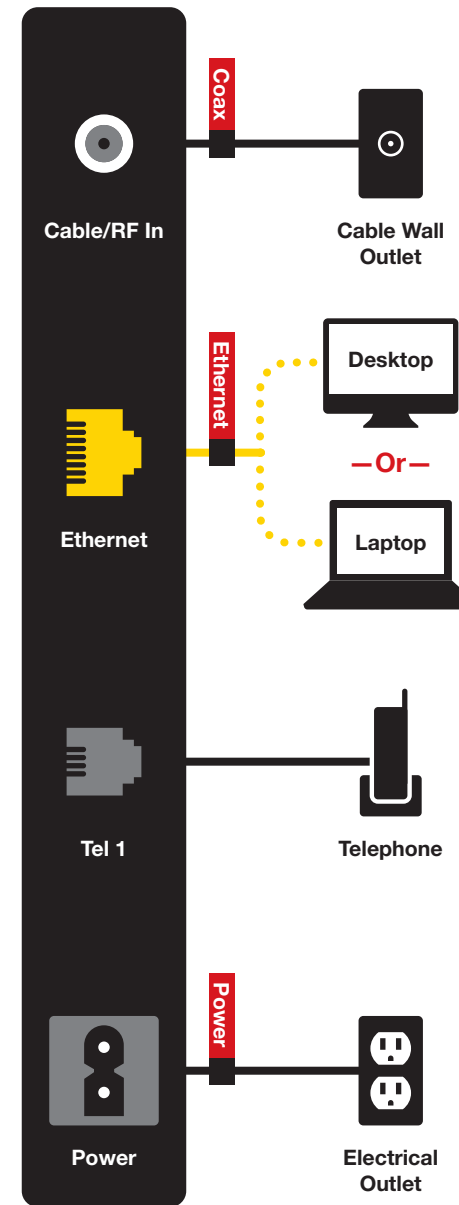 Coax
Cable/RF In
Cable Wall
Outlet
Ethernet
Desktop
—Or—
Laptop
Ethernet
Tel 1
Telephone
Power
Power
Electrical
Outlet